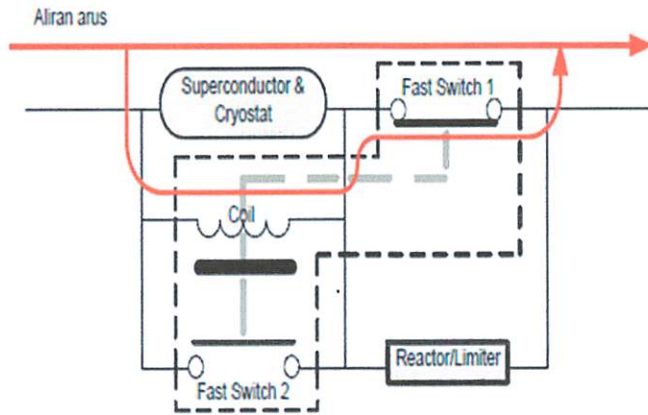 Aliran arus
Superconductor &
Cryostat
Fast Switch 1
Coil
Reactor/Limiter
Fast Switch 2